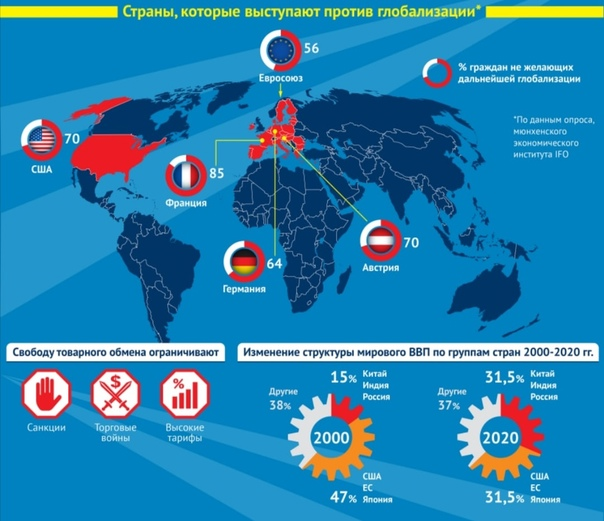 Страны, которые выступают против глобализации*
56
Евросоюз
% граждан не желающих
дальнейшей глобализации
*По данным опроса,
мюнхенского
экономического
института IFO
70
США
85
Франция
70
Австрия
64
Германия
Свободу товарного обмена ограничивают
Санкции
$
Торговые
войны
%
Высокие
тарифы
Изменение структуры мирового ВВП по группам стран 2000-2020 гг.
15%
Китай
Индия
Россия
Другие
38%
2000
США
ЕС
Япония
47%
31,5%
Китай
Индия
Россия
Другие
37%
2020
США
ЕС
Япония
31,5%